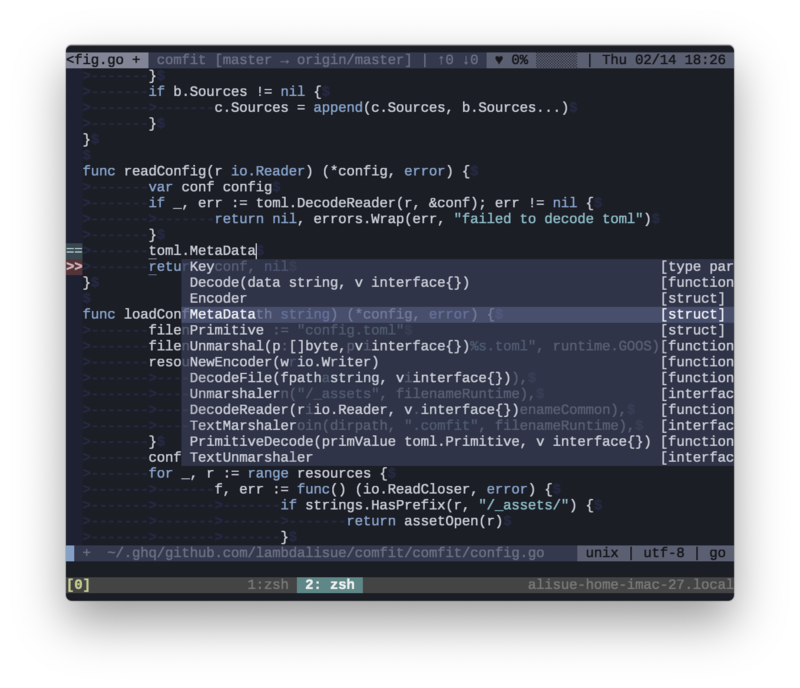 <fig.go + comfit [master → origin/master] | ↑0 ↓0 ♥ 0% | Thu 02/14 18:26
>-------}$
>-------if b.Sources != nil {$
>------->-------c.Sources = append(c.Sources, b.Sources...)$
>-------}$
}$
$
func readConfig(r io.Reader) (*config, error) {$
>-------var conf config$
>-------if _, err := toml.DecodeReader(r, &conf); err != nil {$
>------->-------return nil, errors.Wrap(err, "failed to decode toml")$
>-------}$
== >-------toml.MetaData$
>> >-------retu Key conf, nil$ [type par
}$ Decode(data string, v interface{}) [function
$ Encoder [struct]
func loadConf MetaData th string) (*config, error) {$ [struct]
>-------filen Primitive := "config.toml"$ [struct]
>-------filen Unmarshal(p []byte, v interface{}) %s.toml", runtime.GOOS) [function
>-------resou NewEncoder(w io.Writer) [function
DecodeFile(fpath string, v interface{}) ),$ [function
Unmarshaler n("/_assets", filenameRuntime),$ [interfac
DecodeReader(r io.Reader, v interface{}) enameCommon),$ [function
TextMarshaler oin(dirpath, ".comfit", filenameRuntime),$ [interfac
>-------} PrimitiveDecode(primValue toml.Primitive, v interface{}) [function
>-------conf TextUnmarshaler [interfac
>-------for _, r := range resources {$
>------->-------f, err := func() (io.ReadCloser, error) {$
>------->------->-------if strings.HasPrefix(r, "/_assets/") {$
>------->------->------->-------return assetOpen(r)$
>------->------->-------}$
+ ~/.ghq/github.com/lambdalisue/comfit/comfit/config.go unix | utf-8 | go
[0] 1:zsh 2: zsh alisue-home-imac-27.local